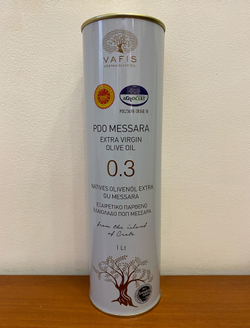 VAFIS
PDO MESSARA
EXTRA VIRGIN
OLIVE OIL
0.3
NATIVES OLIVENÖL EXTRA
GU MESSARA
ΕΞΑΙΡΕΤΙΚΟ ΠΑΡΘΕΝΟ
ΕΛΑΙΟΛΑΔΟ ΠΟΠ ΜΕΣΣΑΡΑ
from the island
of Crete
1 Lt